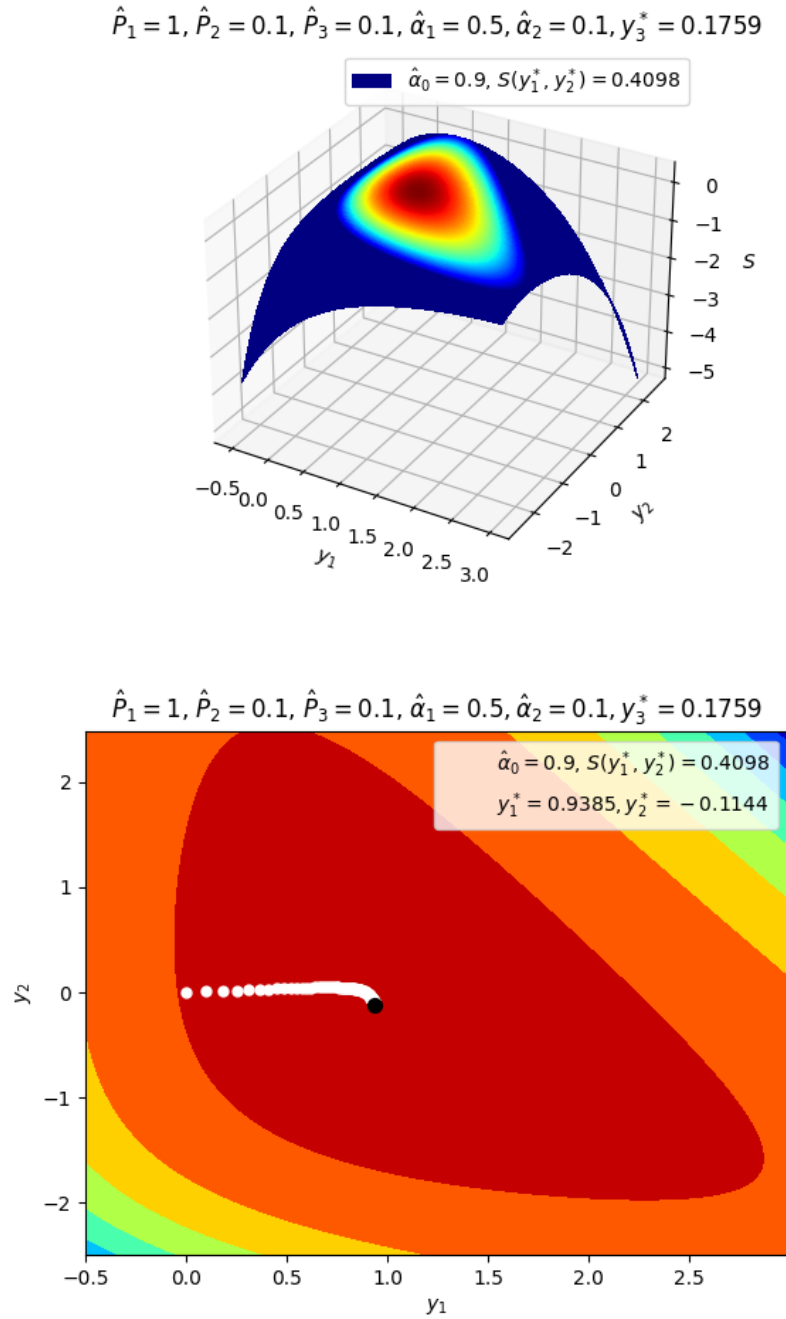 P̂₁ = 1, P̂₂ = 0.1, P̂₃ = 0.1, α̂₁ = 0.5, α̂₂ = 0.1, y₃* = 0.1759
α̂₀ = 0.9, S(y₁*, y₂*) = 0.4098
0
−1
−2
−3
−4
−5
S
−0.5
0.0
0.5
1.0
1.5
2.0
2.5
3.0
y₁
−2
−1
0
1
2
y₂
P̂₁ = 1, P̂₂ = 0.1, P̂₃ = 0.1, α̂₁ = 0.5, α̂₂ = 0.1, y₃* = 0.1759
α̂₀ = 0.9, S(y₁*, y₂*) = 0.4098
y₁* = 0.9385, y₂* = −0.1144
2
1
0
−1
−2
y₂
−0.5 0.0 0.5 1.0 1.5 2.0 2.5
y₁